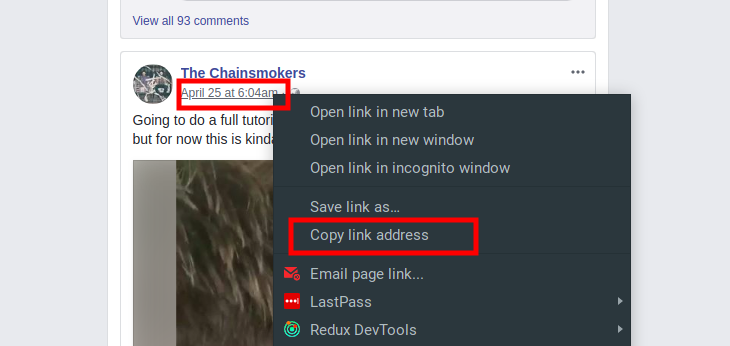 View all 93 comments
The Chainsmokers
April 25 at 6:04am
Going to do a full tutori
but for now this is kind
Open link in new tab
Open link in new window
Open link in incognito window
Save link as...
Copy link address
Email page link...
LastPass
Redux DevTools